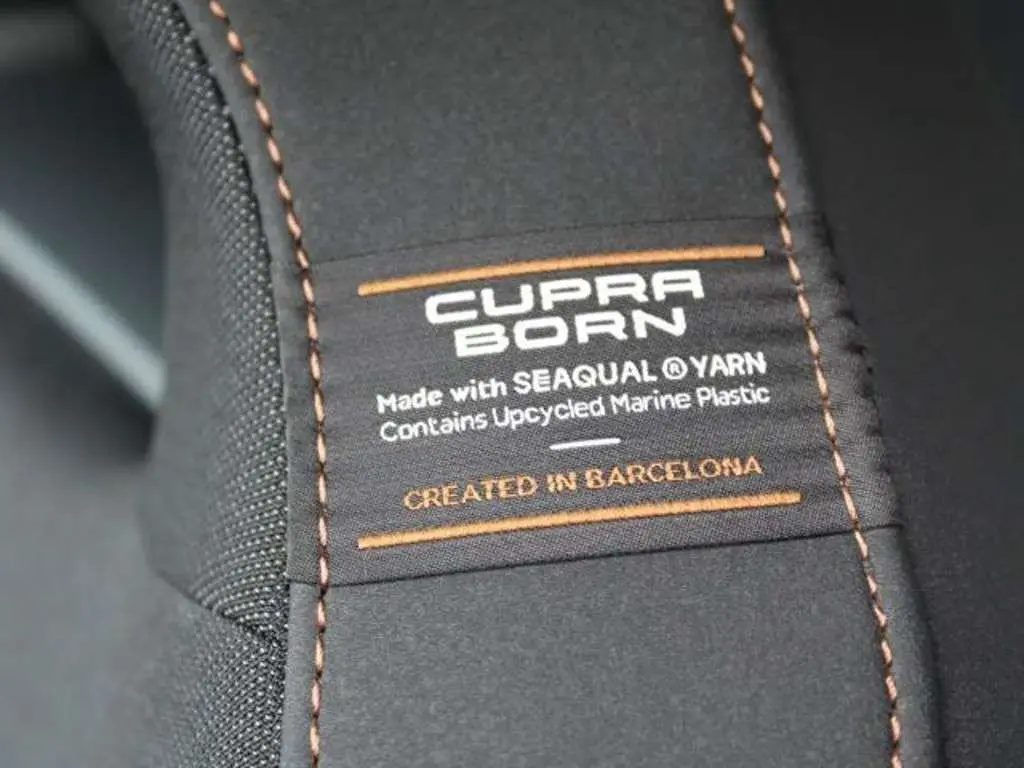 CUPRA
BORN
Made with SEAQUAL ® YARN
Contains Upcycled Marine Plastic
CREATED IN BARCELONA